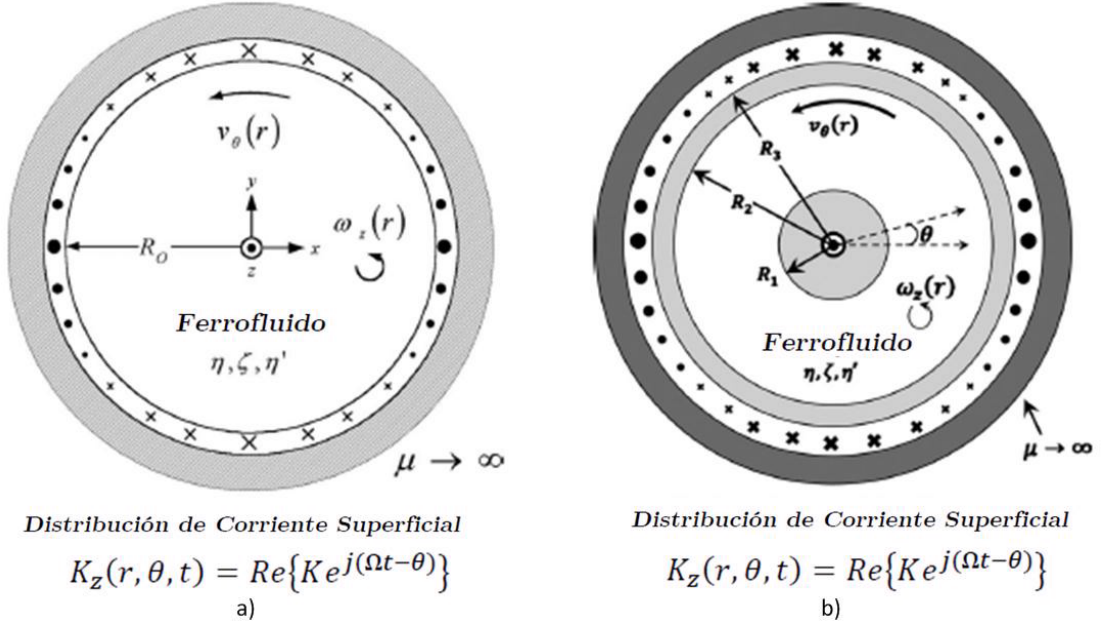 v_θ(r)
y
ω_z(r)
R_O
x
z
Ferrofluido
η, ζ, η'
μ → ∞
Distribución de Corriente Superficial
K_z(r, θ, t) = Re{Ke^{j(Ωt−θ)}}
a)
v_θ(r)
R_3
R_2
θ
R_1
ω_z(r)
Ferrofluido
η, ζ, η'
μ → ∞
Distribución de Corriente Superficial
K_z(r, θ, t) = Re{Ke^{j(Ωt−θ)}}
b)